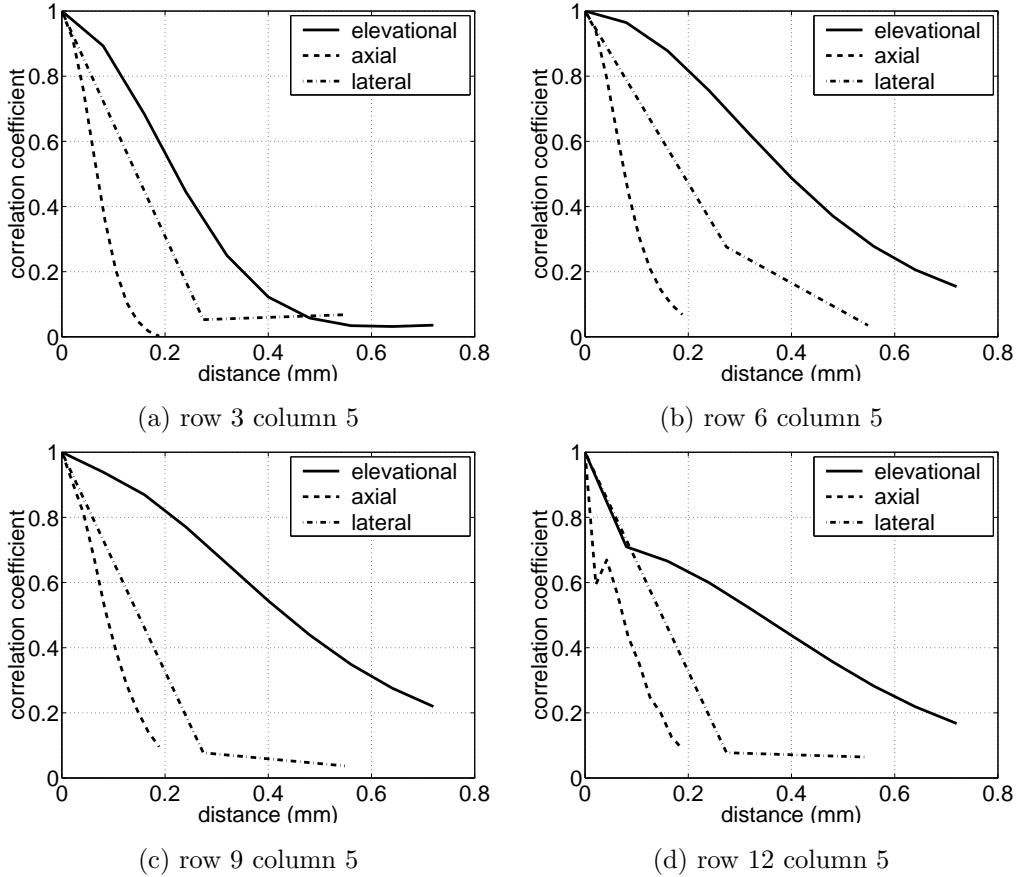 1
0.8
0.6
0.4
0.2
0
correlation coefficient
elevational
axial
lateral
0 0.2 0.4 0.6 0.8
distance (mm)
(a) row 3 column 5
1
0.8
0.6
0.4
0.2
0
correlation coefficient
elevational
axial
lateral
0 0.2 0.4 0.6 0.8
distance (mm)
(b) row 6 column 5
1
0.8
0.6
0.4
0.2
0
correlation coefficient
elevational
axial
lateral
0 0.2 0.4 0.6 0.8
distance (mm)
(c) row 9 column 5
1
0.8
0.6
0.4
0.2
0
correlation coefficient
elevational
axial
lateral
0 0.2 0.4 0.6 0.8
distance (mm)
(d) row 12 column 5